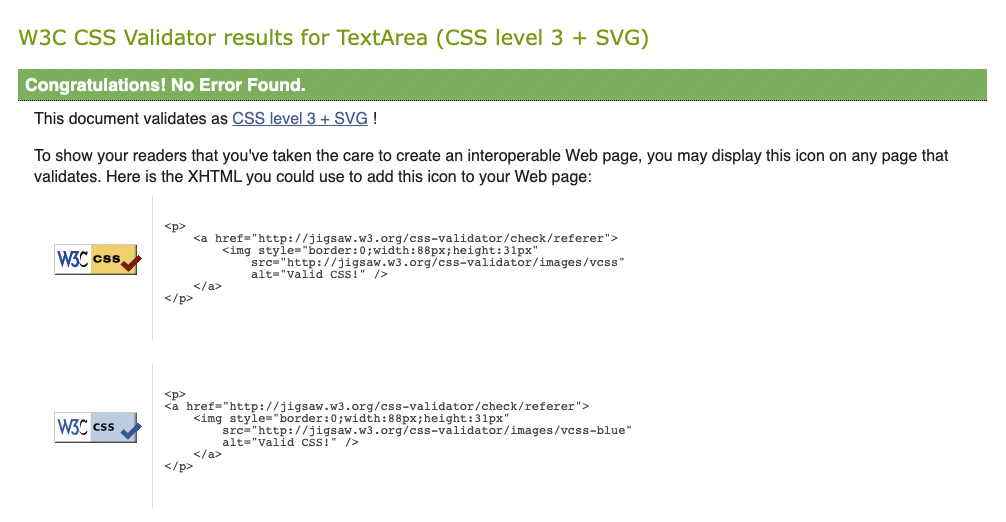 W3C CSS Validator results for TextArea (CSS level 3 + SVG)
Congratulations! No Error Found.
This document validates as CSS level 3 + SVG !
To show your readers that you've taken the care to create an interoperable Web page, you may display this icon on any page that
validates. Here is the XHTML you could use to add this icon to your Web page:
W3C css
<p>
    <a href="http://jigsaw.w3.org/css-validator/check/referer">
        <img style="border:0;width:88px;height:31px"
            src="http://jigsaw.w3.org/css-validator/images/vcss"
            alt="Valid CSS!" />
    </a>
</p>
W3C css
<p>
<a href="http://jigsaw.w3.org/css-validator/check/referer">
    <img style="border:0;width:88px;height:31px"
        src="http://jigsaw.w3.org/css-validator/images/vcss-blue"
        alt="Valid CSS!" />
    </a>
</p>